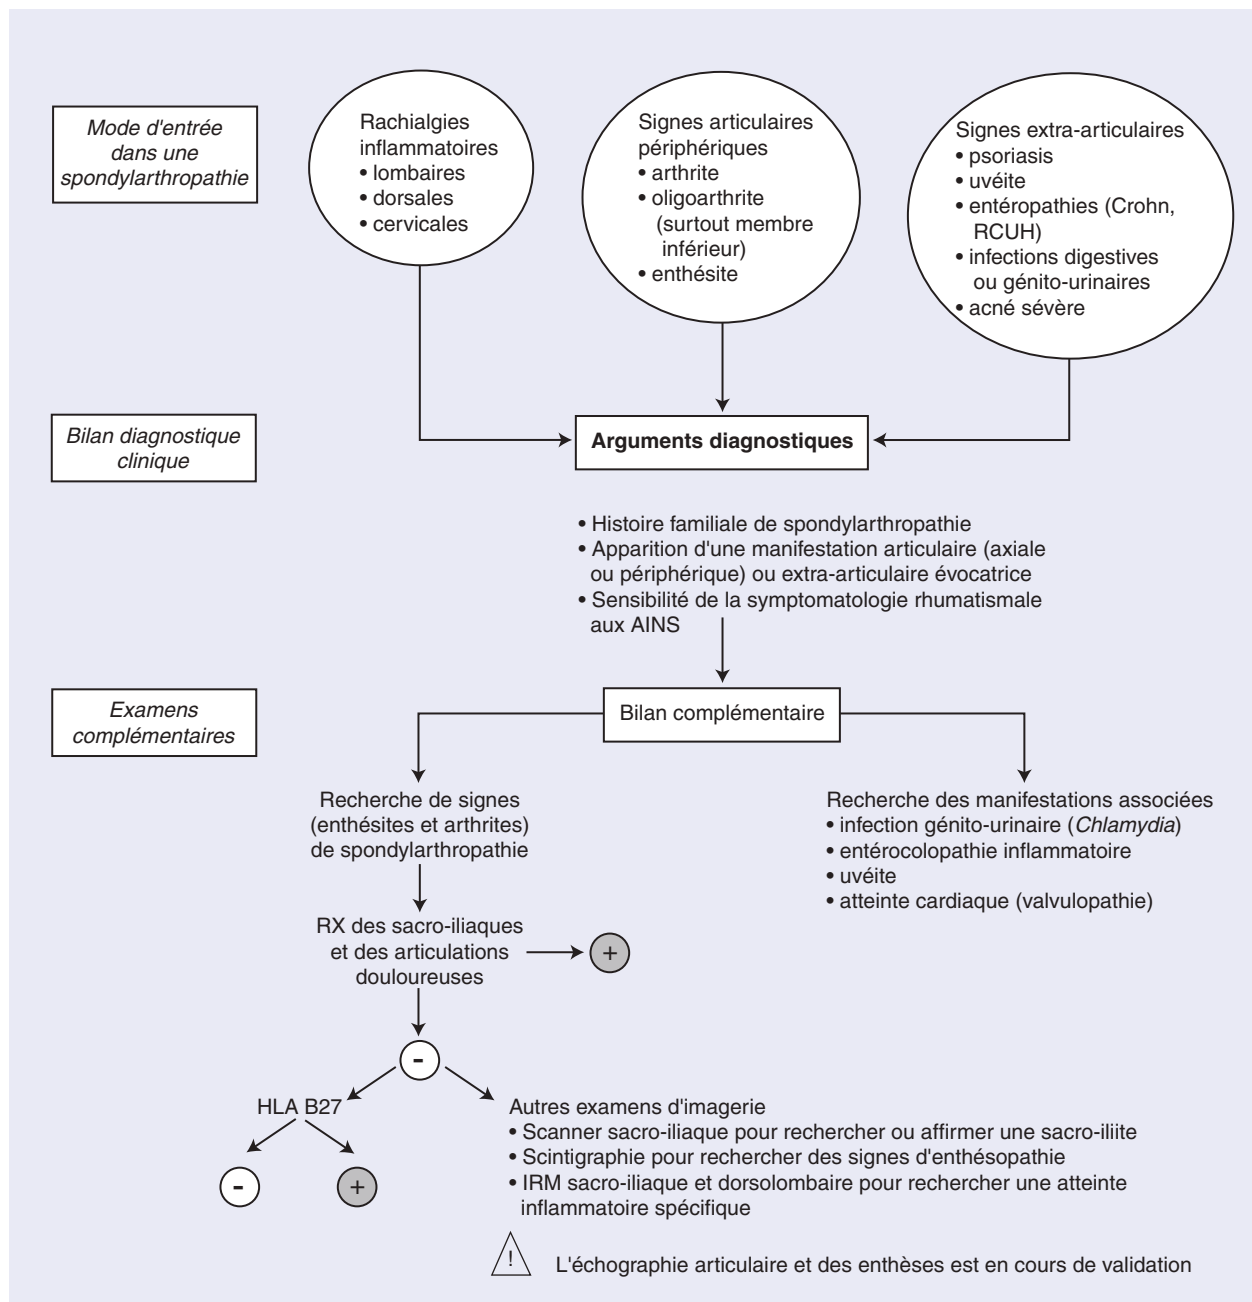 Mode d'entrée
dans une
spondylarthropathie
Rachialgies
inflammatoires
• lombaires
• dorsales
• cervicales
Signes articulaires
périphériques
• arthrite
• oligoarthrite
(surtout membre
inférieur)
• enthésite
Signes extra-articulaires
• psoriasis
• uvéite
• entéropathies (Crohn,
RCUH)
• infections digestives
ou génito-urinaires
• acné sévère
Bilan diagnostique
clinique
Arguments diagnostiques
• Histoire familiale de spondylarthropathie
• Apparition d'une manifestation articulaire (axiale
ou périphérique) ou extra-articulaire évocatrice
• Sensibilité de la symptomatologie rhumatismale
aux AINS
Examens
complémentaires
Bilan complémentaire
Recherche de signes
(enthésites et arthrites)
de spondylarthropathie
Recherche des manifestations associées
• infection génito-urinaire (Chlamydia)
• entérocolopathie inflammatoire
• uvéite
• atteinte cardiaque (valvulopathie)
RX des sacro-iliaques
et des articulations
douloureuses
+
-
HLA B27
-
+
Autres examens d'imagerie
• Scanner sacro-iliaque pour rechercher ou affirmer une sacro-iliite
• Scintigraphie pour rechercher des signes d'enthésopathie
• IRM sacro-iliaque et dorsolombaire pour rechercher une atteinte
inflammatoire spécifique
! L'échographie articulaire et des enthèses est en cours de validation